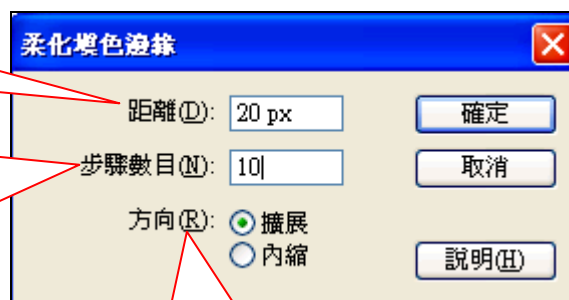 柔化填色邊緣
距離(D): 20 px 確定
步驟數目(N): 10 取消
方向(R): 擴展
內縮 說明(H)